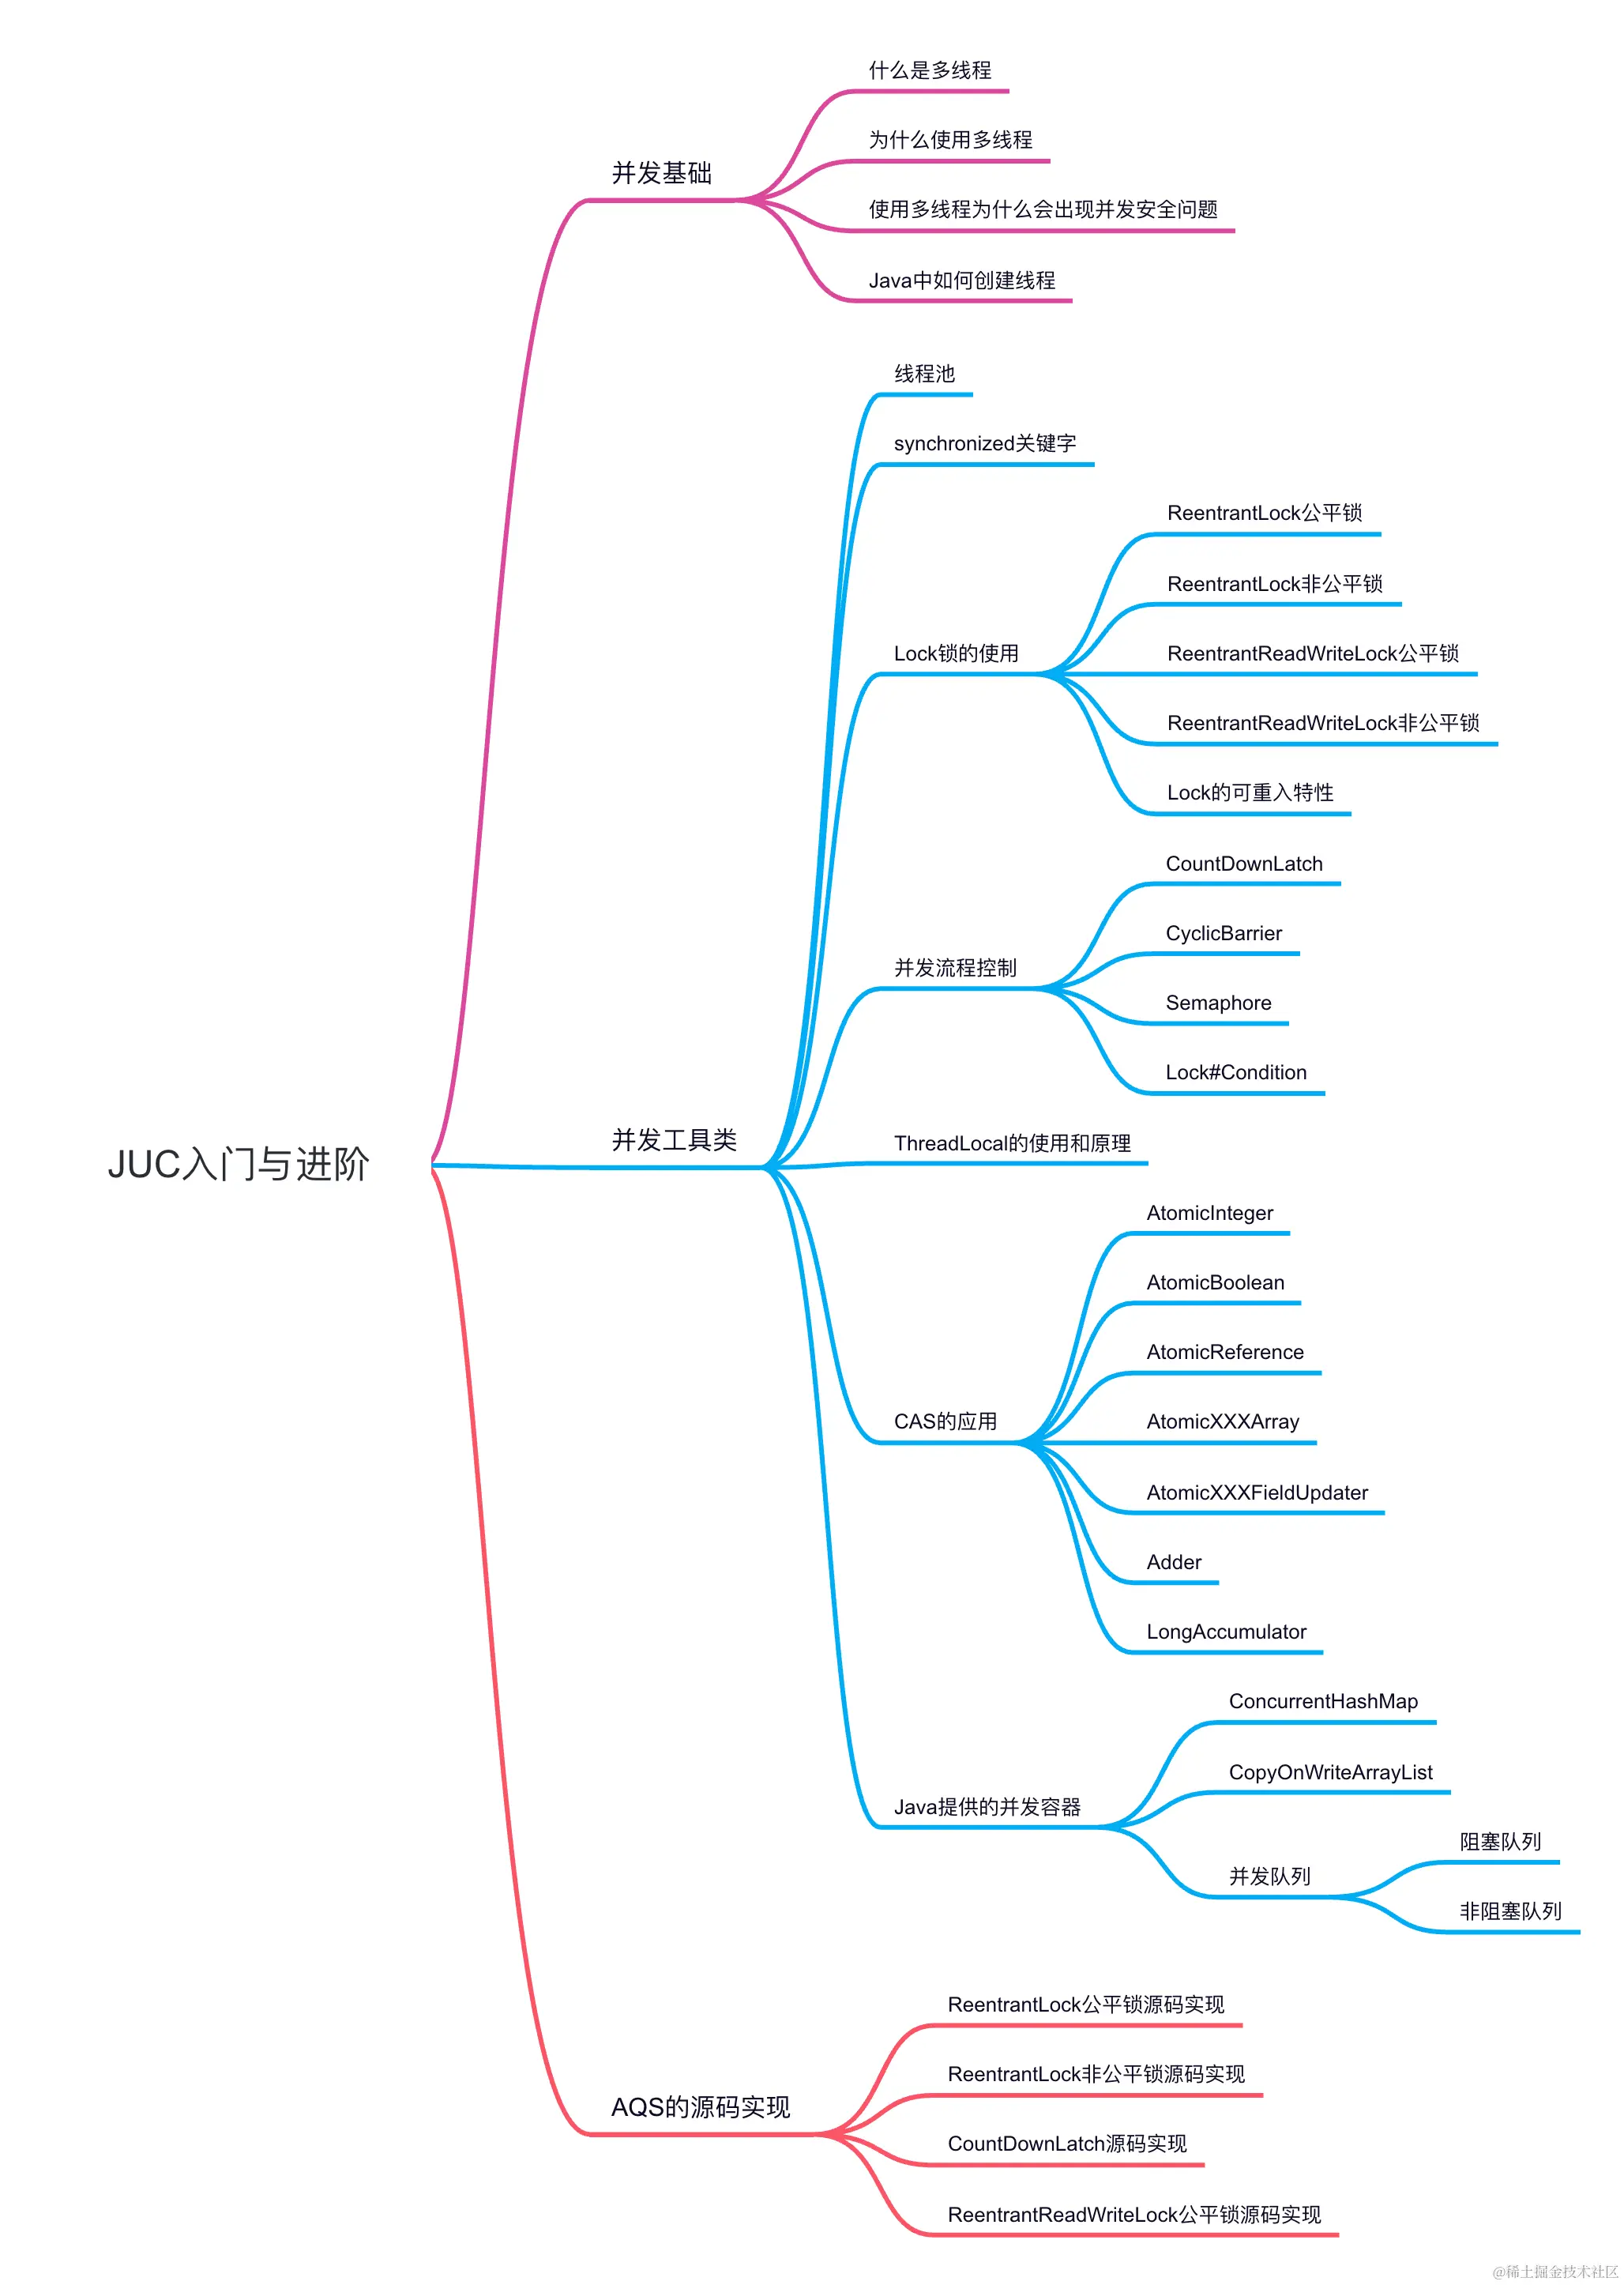 JUC入门与进阶
并发基础
什么是多线程
为什么使用多线程
使用多线程为什么会出现并发安全问题
Java中如何创建线程
并发工具类
线程池
synchronized关键字
Lock锁的使用
ReentrantLock公平锁
ReentrantLock非公平锁
ReentrantReadWriteLock公平锁
ReentrantReadWriteLock非公平锁
Lock的可重入特性
并发流程控制
CountDownLatch
CyclicBarrier
Semaphore
Lock#Condition
ThreadLocal的使用和原理
CAS的应用
AtomicInteger
AtomicBoolean
AtomicReference
AtomicXXXArray
AtomicXXXFieldUpdater
Adder
LongAccumulator
Java提供的并发容器
ConcurrentHashMap
CopyOnWriteArrayList
并发队列
阻塞队列
非阻塞队列
AQS的源码实现
ReentrantLock公平锁源码实现
ReentrantLock非公平锁源码实现
CountDownLatch源码实现
ReentrantReadWriteLock公平锁源码实现
@稀土掘金技术社区